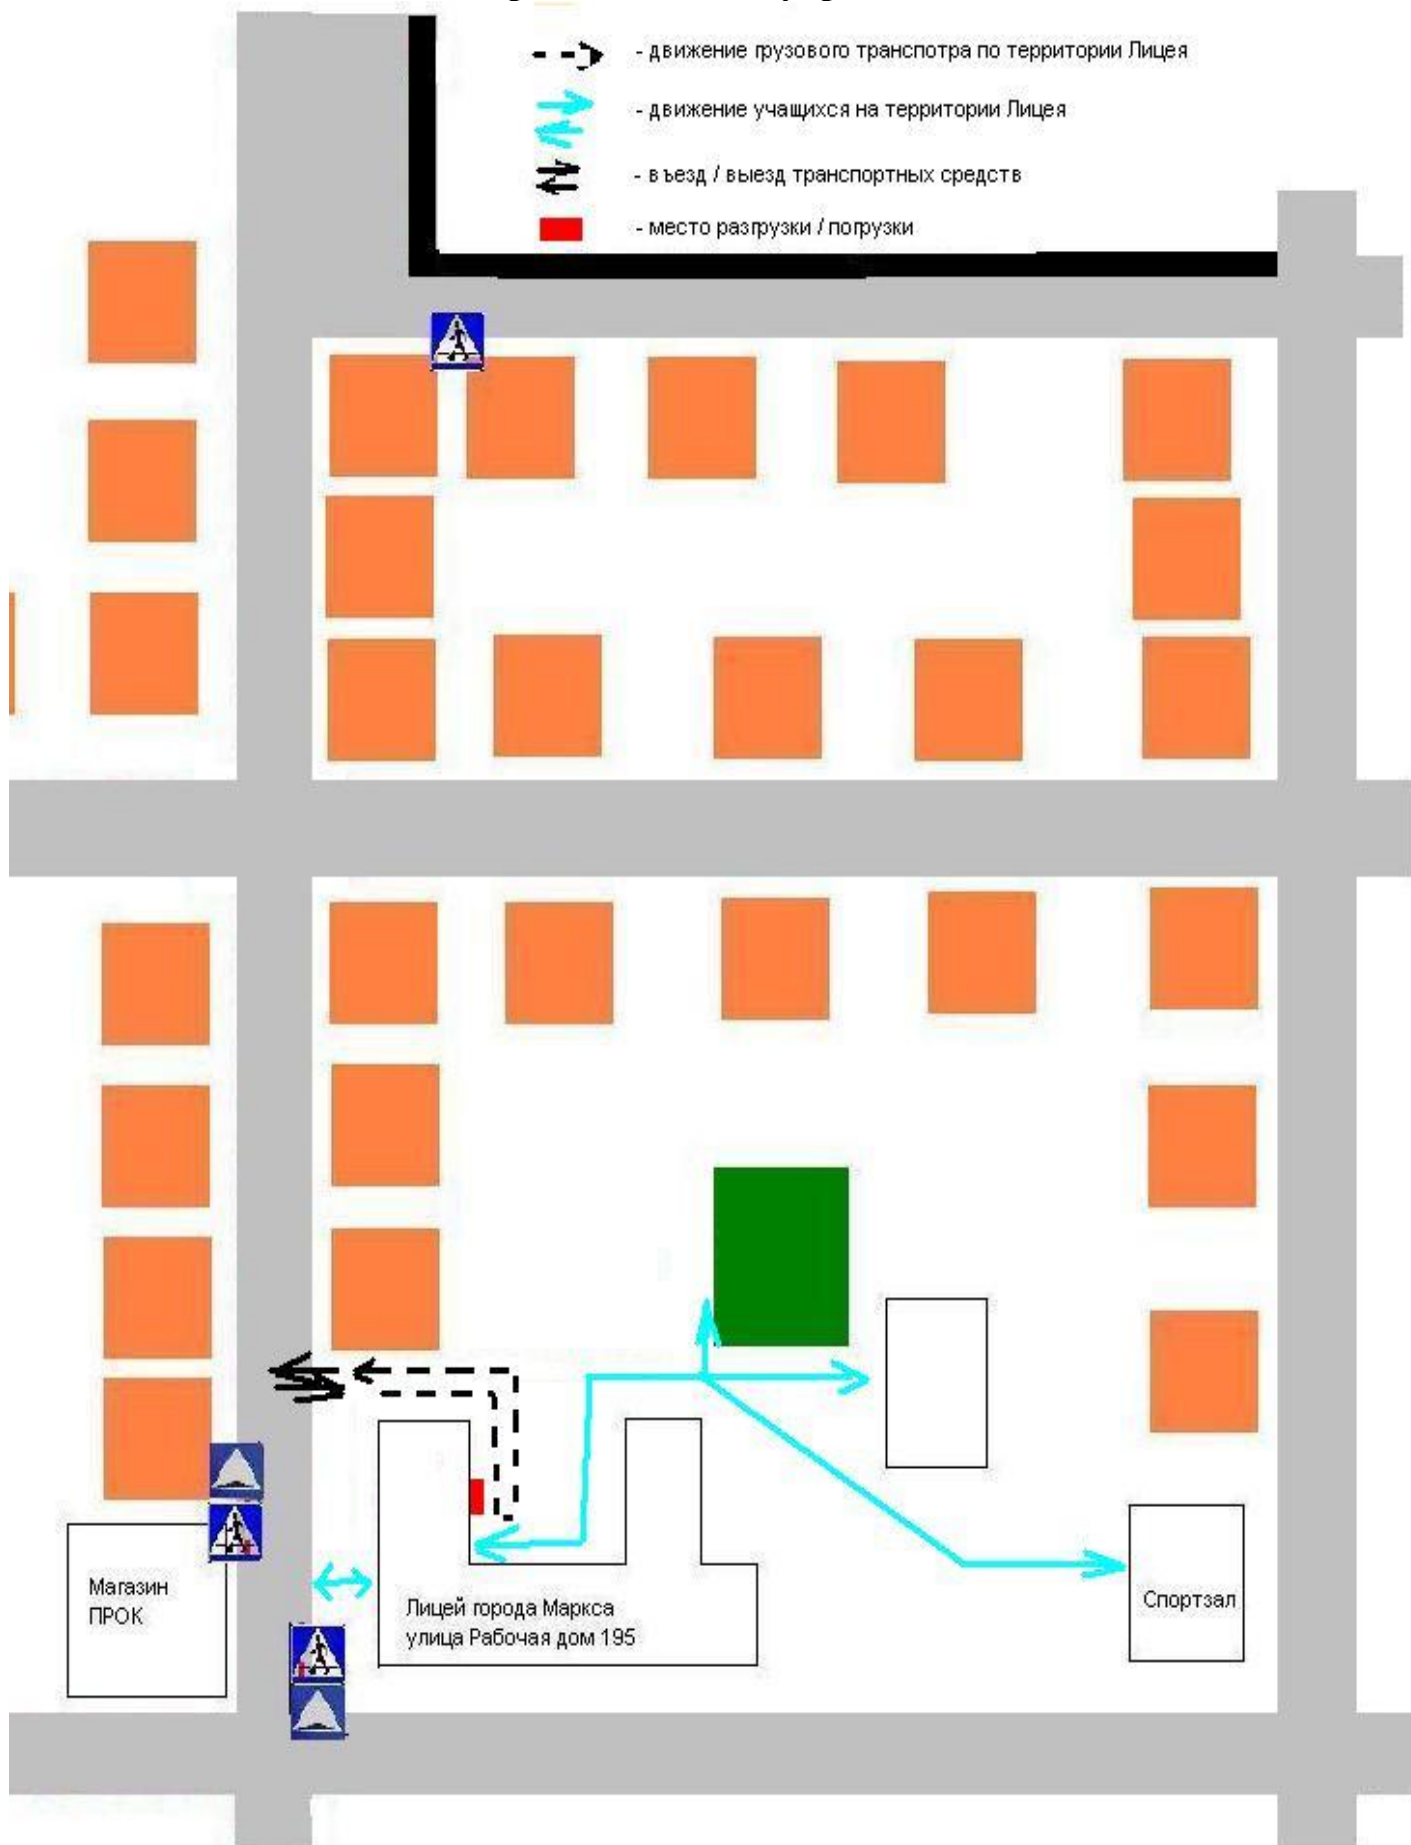 - движение грузового транспотра по территории Лицея
- движение учащихся на территории Лицея
- въезд / выезд транспортных средств
- место разгрузки / погрузки
Магазин
ПРОК
Лицей города Маркса
улица Рабочая дом 195
Спортзал